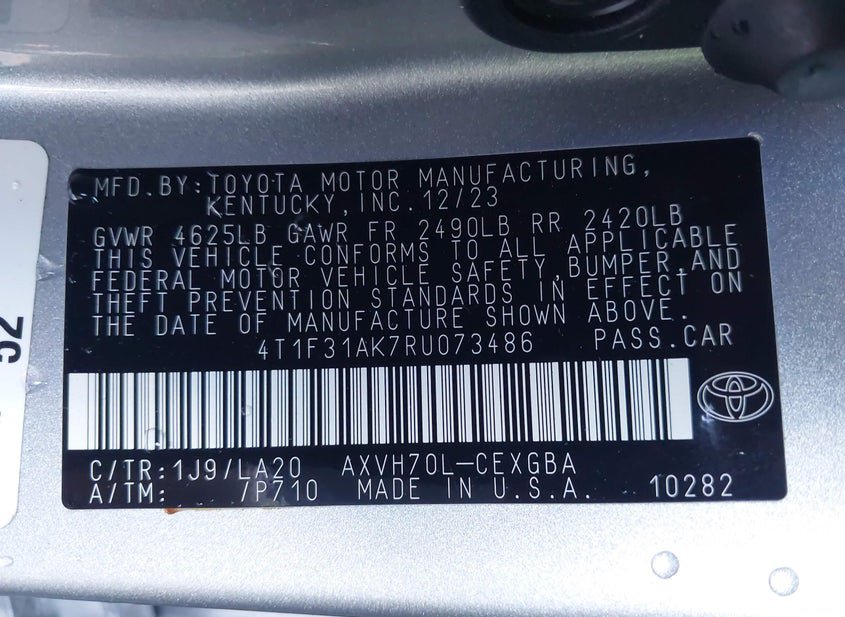 MFD.BY:TOYOTA MOTOR MANUFACTURING,
KENTUCKY,INC.12/23
GVWR 4625LB GAWR FR 2490LB RR 2420LB
THIS VEHICLE CONFORMS TO ALL APPLICABLE
FEDERAL MOTOR VEHICLE SAFETY,BUMPER,AND
THEFT PREVENTION STANDARDS IN EFFECT ON
THE DATE OF MANUFACTURE SHOWN ABOVE.
4T1F31AK7RU073486 PASS.CAR
C/TR:1J9/LA20 AXVH70L-CEXGBA
A/TM: /P710 MADE IN U.S.A. 10282
52